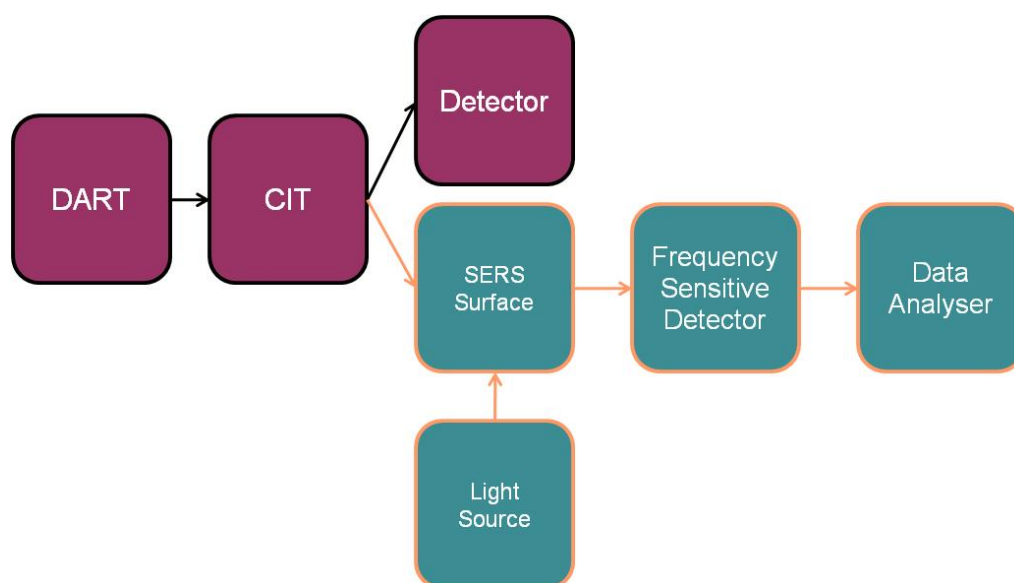 Detector
DART
CIT
SERS
Surface
Frequency
Sensitive
Detector
Data
Analyser
Light
Source